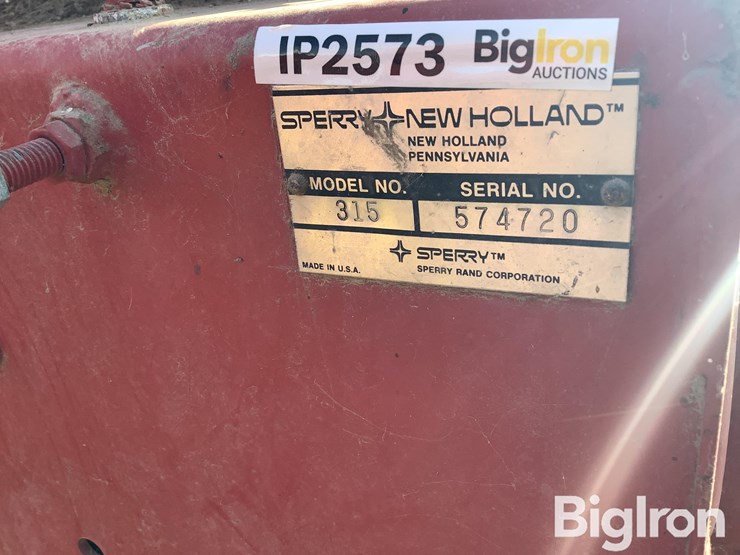 IP2573 BigIron
AUCTIONS
SPERRY NEW HOLLAND™
NEW HOLLAND
PENNSYLVANIA
MODEL NO. SERIAL NO.
315 574720
SPERRY™
MADE IN U.S.A. SPERRY RAND CORPORATION
BigIron